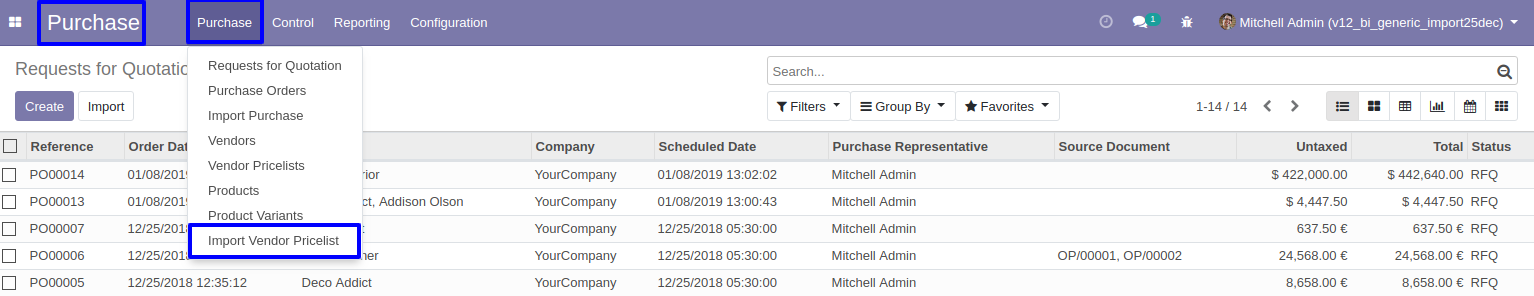 Purchase Purchase Control Reporting Configuration 1 Mitchell Admin (v12_bi_generic_import25dec)
Requests for Quotatio Search...
Create Import Filters Group By Favorites 1-14 / 14
Requests for Quotation
Purchase Orders
Import Purchase
Vendors
Vendor Pricelists
Products
Product Variants
Import Vendor Pricelist
Reference Order Dat Company Scheduled Date Purchase Representative Source Document Untaxed Total Status
PO00014 01/08/2019 rior YourCompany 01/08/2019 13:02:02 Mitchell Admin $ 422,000.00 $ 442,640.00 RFQ
PO00013 01/08/2019 ct, Addison Olson YourCompany 01/08/2019 13:00:43 Mitchell Admin $ 4,447.50 $ 4,447.50 RFQ
PO00007 12/25/2018 t YourCompany 12/25/2018 05:30:00 Mitchell Admin 637.50 € 637.50 € RFQ
PO00006 12/25/2018 ner YourCompany 12/25/2018 05:30:00 Mitchell Admin OP/00001, OP/00002 24,568.00 € 24,568.00 € RFQ
PO00005 12/25/2018 12:35:12 Deco Addict YourCompany 12/25/2018 05:30:00 Mitchell Admin 8,658.00 € 8,658.00 € RFQ